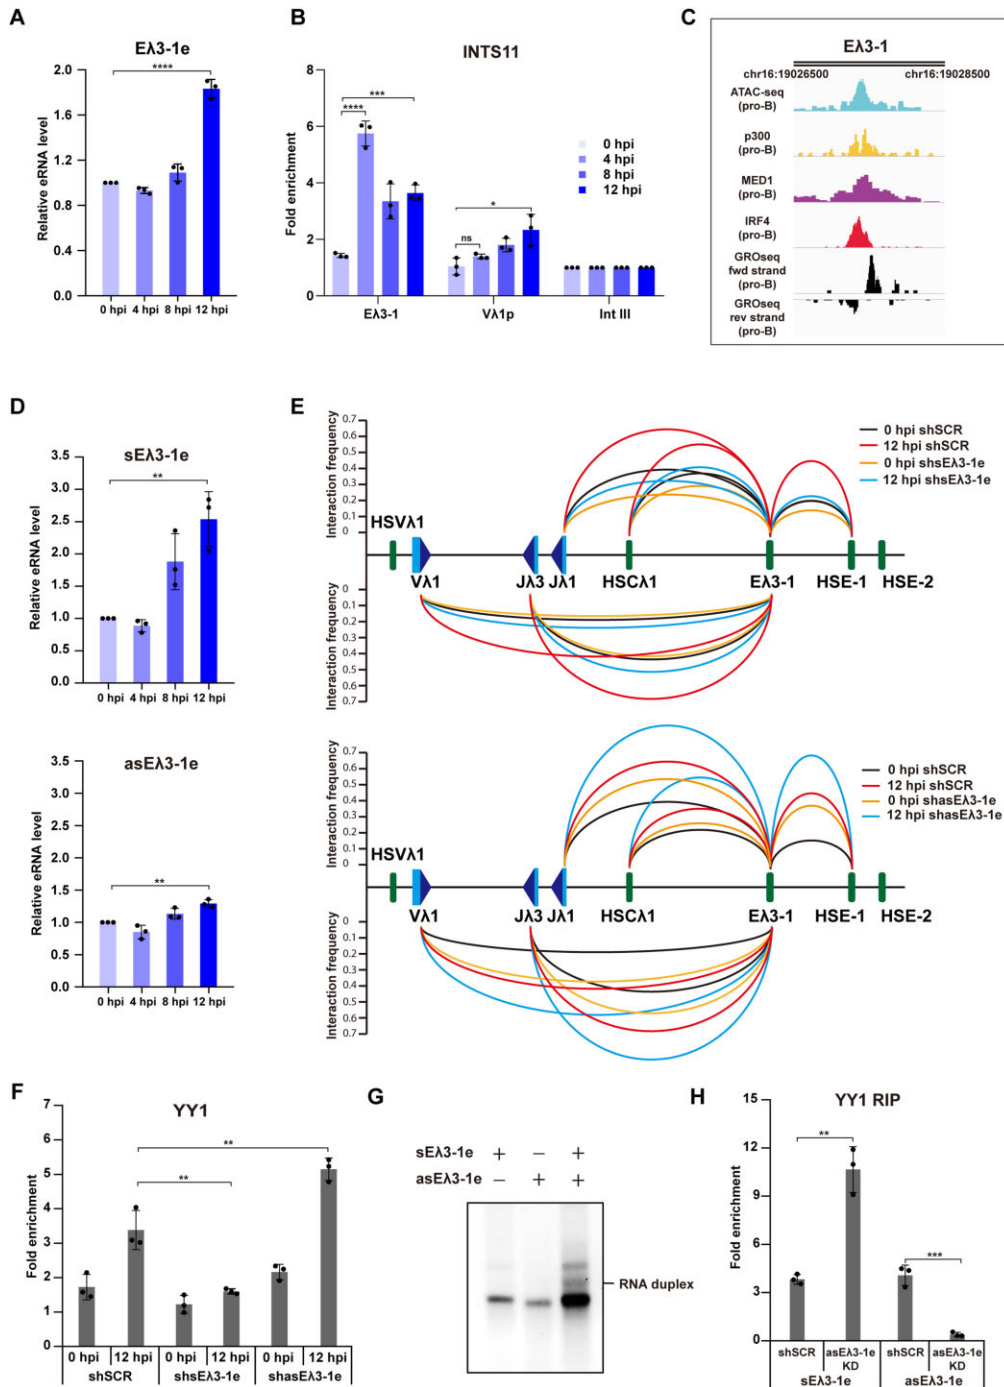 A
Eλ3-1e
Relative eRNA level
2.0
1.6
1.2
0.8
0.4
0.0
****
0 hpi 4 hpi 8 hpi 12 hpi
B
INTS11
Fold enrichment
8
6
4
2
0
****
***
ns
*
0 hpi
4 hpi
8 hpi
12 hpi
Eλ3-1 Vλ1p Int III
C
Eλ3-1
chr16:19026500 chr16:19028500
ATAC-seq
(pro-B)
p300
(pro-B)
MED1
(pro-B)
IRF4
(pro-B)
GROseq
fwd strand
(pro-B)
GROseq
rev strand
(pro-B)
D
sEλ3-1e
Relative eRNA level
3.5
3.0
2.5
2.0
1.5
1.0
0.5
0.0
**
0 hpi 4 hpi 8 hpi 12 hpi
asEλ3-1e
Relative eRNA level
3.5
3.0
2.5
2.0
1.5
1.0
0.5
0.0
**
0 hpi 4 hpi 8 hpi 12 hpi
E
Interaction frequency
0.7
0.6
0.5
0.4
0.3
0.2
0.1
0
0 hpi shSCR
12 hpi shSCR
0 hpi shsEλ3-1e
12 hpi shsEλ3-1e
HSVλ1
Vλ1 Jλ3 Jλ1 HSCλ1 Eλ3-1 HSE-1 HSE-2
Interaction frequency
0
0.1
0.2
0.3
0.4
0.5
0.6
0.7
Interaction frequency
0.7
0.6
0.5
0.4
0.3
0.2
0.1
0
0 hpi shSCR
12 hpi shSCR
0 hpi shasEλ3-1e
12 hpi shasEλ3-1e
HSVλ1
Vλ1 Jλ3 Jλ1 HSCλ1 Eλ3-1 HSE-1 HSE-2
Interaction frequency
0
0.1
0.2
0.3
0.4
0.5
0.6
0.7
F
YY1
Fold enrichment
7
6
5
4
3
2
1
0
**
**
0 hpi 12 hpi 0 hpi 12 hpi 0 hpi 12 hpi
shSCR shsEλ3-1e shasEλ3-1e
G
sEλ3-1e + − +
asEλ3-1e − + +
RNA duplex
H
YY1 RIP
Fold enrichment
15
12
9
6
3
0
**
***
shSCR asEλ3-1e shSCR asEλ3-1e
KD KD
sEλ3-1e asEλ3-1e